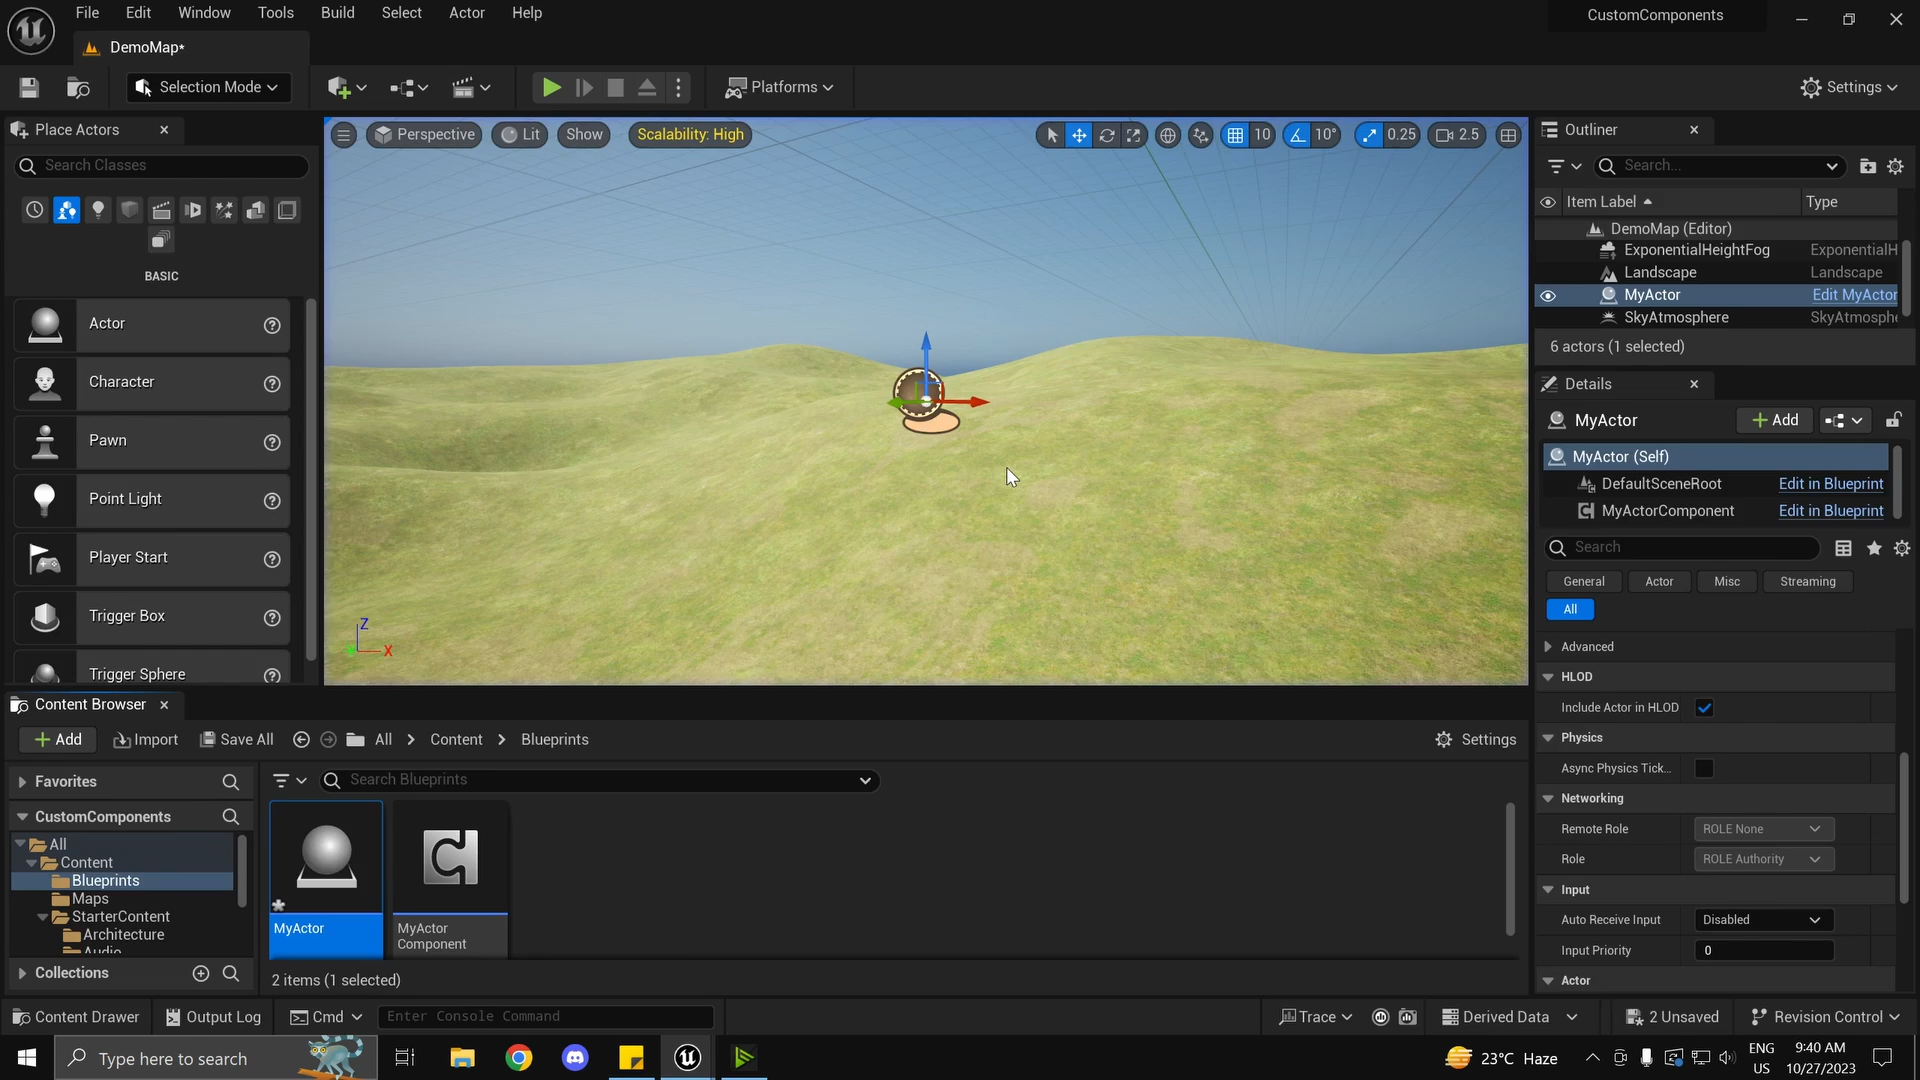 File Edit Window Tools Build Select Actor Help
CustomComponents
DemoMap*
Selection Mode
Platforms
Settings
Place Actors
Search Classes
BASIC
Actor
Character
Pawn
Point Light
Player Start
Trigger Box
Trigger Sphere
Perspective Lit Show Scalability: High
10 10° 0.25 2.5
Z
X
Outliner
Search...
Item Label Type
DemoMap (Editor)
ExponentialHeightFog ExponentialH
Landscape Landscape
MyActor Edit MyActor
SkyAtmosphere SkyAtmosphe
6 actors (1 selected)
Details
MyActor Add
MyActor (Self)
DefaultSceneRoot Edit in Blueprint
MyActorComponent Edit in Blueprint
Search
General Actor Misc Streaming
All
Advanced
HLOD
Include Actor in HLOD
Physics
Async Physics Tick...
Networking
Remote Role ROLE None
Role ROLE Authority
Input
Auto Receive Input Disabled
Input Priority 0
Actor
Content Browser
Add Import Save All All Content Blueprints Settings
Favorites
CustomComponents
All
Content
Blueprints
Maps
StarterContent
Architecture
Audio
Collections
Search Blueprints
MyActor
MyActor
Component
2 items (1 selected)
Content Drawer Output Log Cmd Enter Console Command Trace Derived Data 2 Unsaved Revision Control
Type here to search
23°C Haze
ENG
US
9:40 AM
10/27/2023